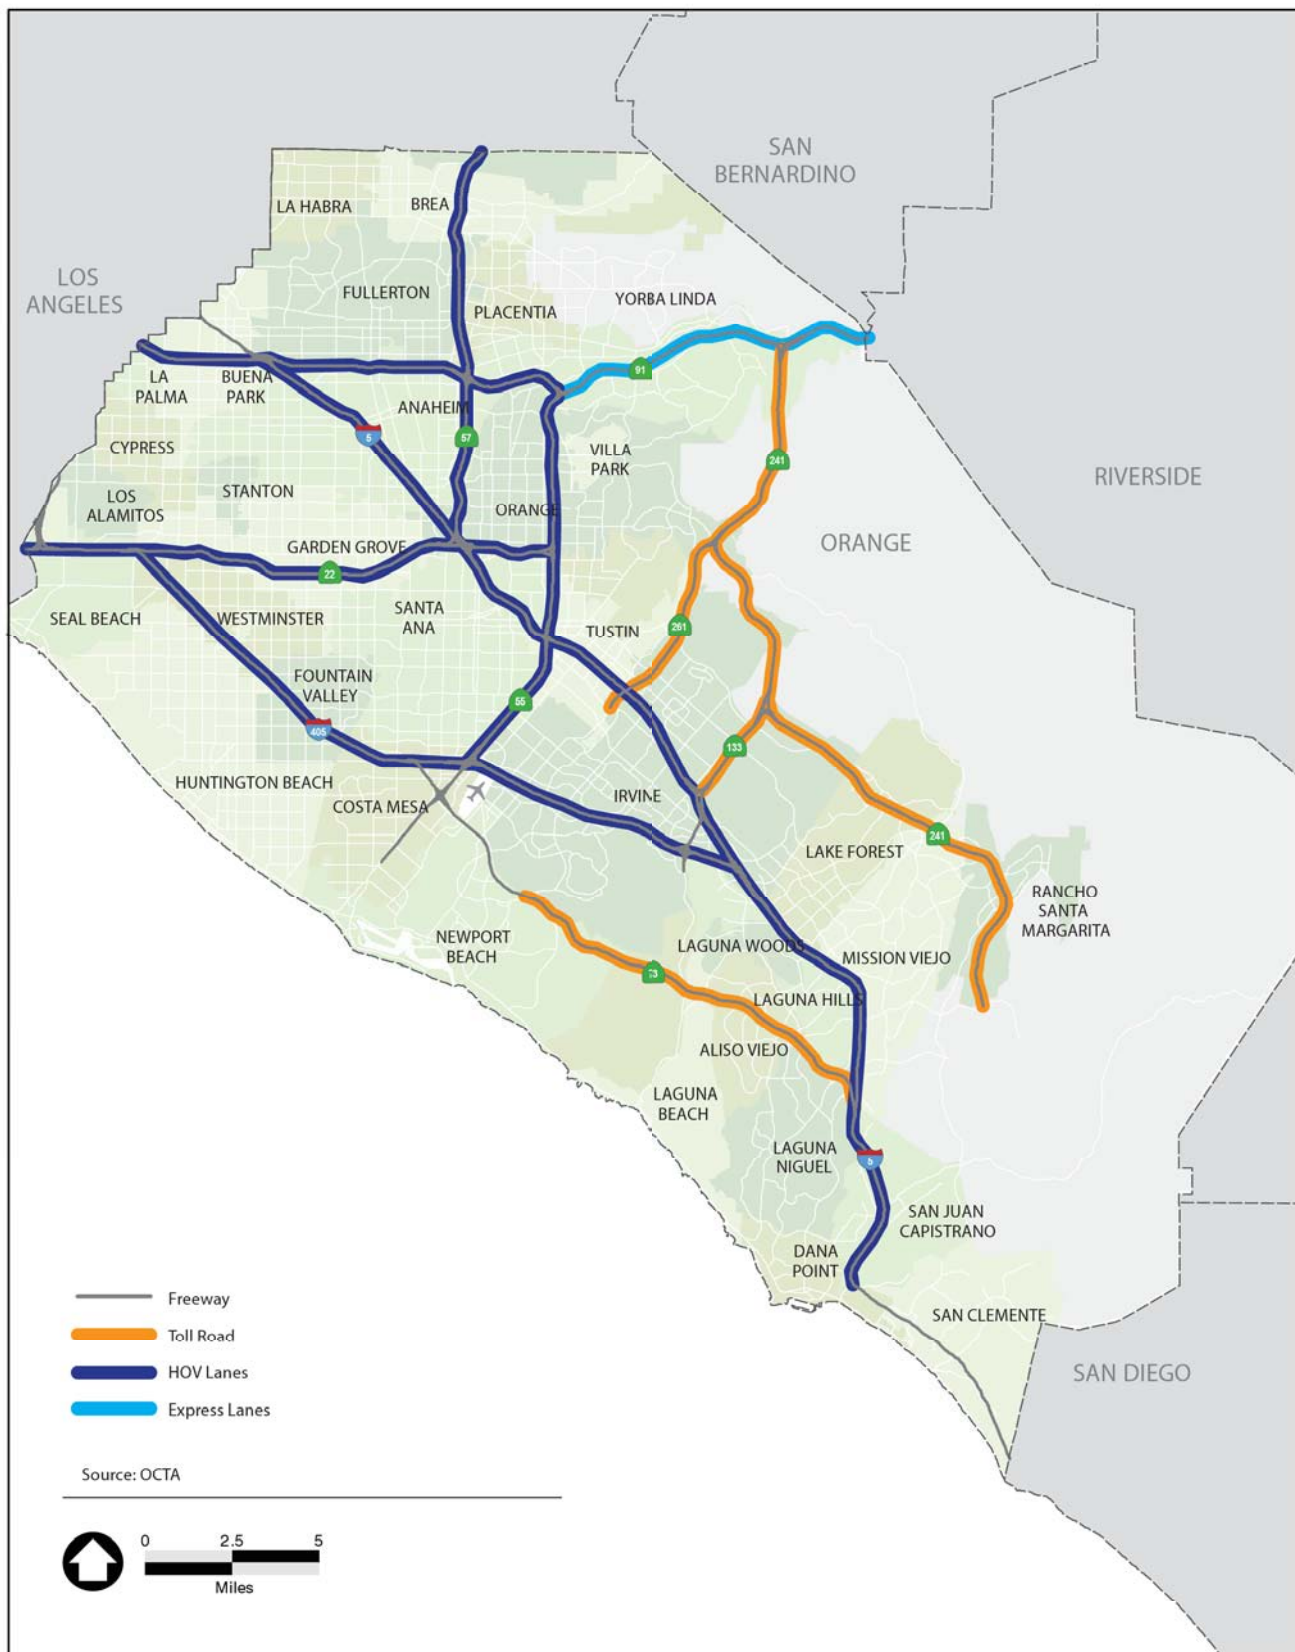 SAN
BERNARDINO
LA HABRA
BREA
LOS
ANGELES
FULLERTON
PLACENTIA
YORBA LINDA
LA
PALMA
BUENA
PARK
91
ANAHEIM
5
57
CYPRESS
VILLA
PARK
241
RIVERSIDE
LOS
ALAMITOS
STANTON
ORANGE
ORANGE
GARDEN GROVE
22
SEAL BEACH
WESTMINSTER
SANTA
ANA
TUSTIN
261
FOUNTAIN
VALLEY
55
405
133
HUNTINGTON BEACH
COSTA MESA
IRVINE
241
LAKE FOREST
RANCHO
SANTA
MARGARITA
NEWPORT
BEACH
LAGUNA WOODS
MISSION VIEJO
73
LAGUNA HILLS
ALISO VIEJO
LAGUNA
BEACH
LAGUNA
NIGUEL
5
SAN JUAN
CAPISTRANO
DANA
POINT
SAN CLEMENTE
SAN DIEGO
Freeway
Toll Road
HOV Lanes
Express Lanes
Source: OCTA
0 2.5 5
Miles